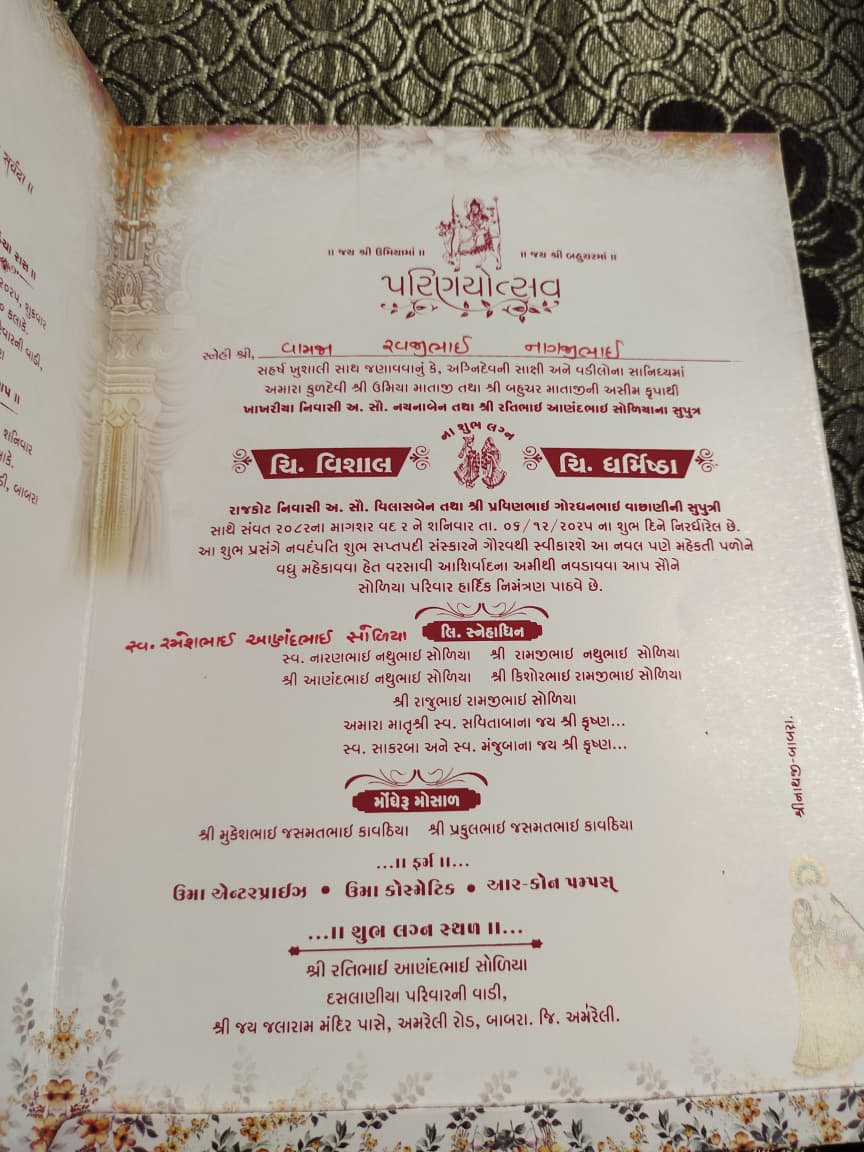 સર્વદા ॥
॥ જય શ્રી ઉમિયામાં ॥
॥ જય શ્રી બહુચરમાં ॥
પરિણયોત્સવ
સ્નેહી શ્રી, વામજા રવજીભાઈ નાગજીભાઈ
સહર્ષ ખુશાલી સાથ જણાવવાનું કે, અગ્નિદેવની સાક્ષી અને વડીલોના સાનિધ્યમાં
અમારા કુળદેવી શ્રી ઉમિયા માતાજી તથા શ્રી બહુચર માતાજીની અસીમ કૃપાથી
ખાખરીયા નિવાસી અ. સૌ. નયનાબેન તથા શ્રી રતિભાઈ આણંદભાઈ સોળિયાના સુપુત્ર
ના શુભ લગ્ન
ચિ. વિશાલ
ચિ. ધર્મિષ્ઠા
રાજકોટ નિવાસી અ. સૌ. વિલાસબેન તથા શ્રી પ્રવિણભાઈ ગોરધનભાઈ વાછાણીની સુપુત્રી
સાથે સંવત ૨૦૮૨ના માગશર વદ ૨ ને શનિવાર તા. ૦૬/૧૨/૨૦૨૫ ના શુભ દિને નિરર્ધારેલ છે.
આ શુભ પ્રસંગે નવદંપતિ શુભ સપ્તપદી સંસ્કારને ગૌરવથી સ્વીકારશે આ નવલ પણે મહેકતી પળોને
વધુ મહેકાવવા હેત વરસાવી આશિર્વાદના અમીથી નવડાવવા આપ સૌને
સોળિયા પરિવાર હાર્દિક નિમંત્રણ પાઠવે છે.
લિ. સ્નેહાધિન
સ્વ. રમેશભાઈ આણંદભાઈ સોળિયા
સ્વ. નારણભાઈ નથુભાઈ સોળિયા શ્રી રામજીભાઈ નથુભાઈ સોળિયા
શ્રી આણંદભાઈ નથુભાઈ સોળિયા શ્રી કિશોરભાઈ રામજીભાઈ સોળિયા
શ્રી રાજુભાઈ રામજીભાઈ સોળિયા
અમારા માતૃશ્રી સ્વ. સવિતાબાના જય શ્રી કૃષ્ણ...
સ્વ. સાકરબા અને સ્વ. મંજુબાના જય શ્રી કૃષ્ણ...
મોંઘેરૂ મોસાળ
શ્રી મુકેશભાઈ જસમતભાઈ કાવઠિયા શ્રી પ્રફુલભાઈ જસમતભાઈ કાવઠિયા
...॥ ફર્મ ॥...
ઉમા એન્ટરપ્રાઈઝ • ઉમા કોસ્મેટિક • આર-કોન પમ્પસ્
...॥ શુભ લગ્ન સ્થળ ॥...
શ્રી રતિભાઈ આણંદભાઈ સોળિયા
દસલાણીયા પરિવારની વાડી,
શ્રી જય જલારામ મંદિર પાસે, અમરેલી રોડ, બાબરા. જિ. અમરેલી.
શ્રીનાથજી-બાબરા.